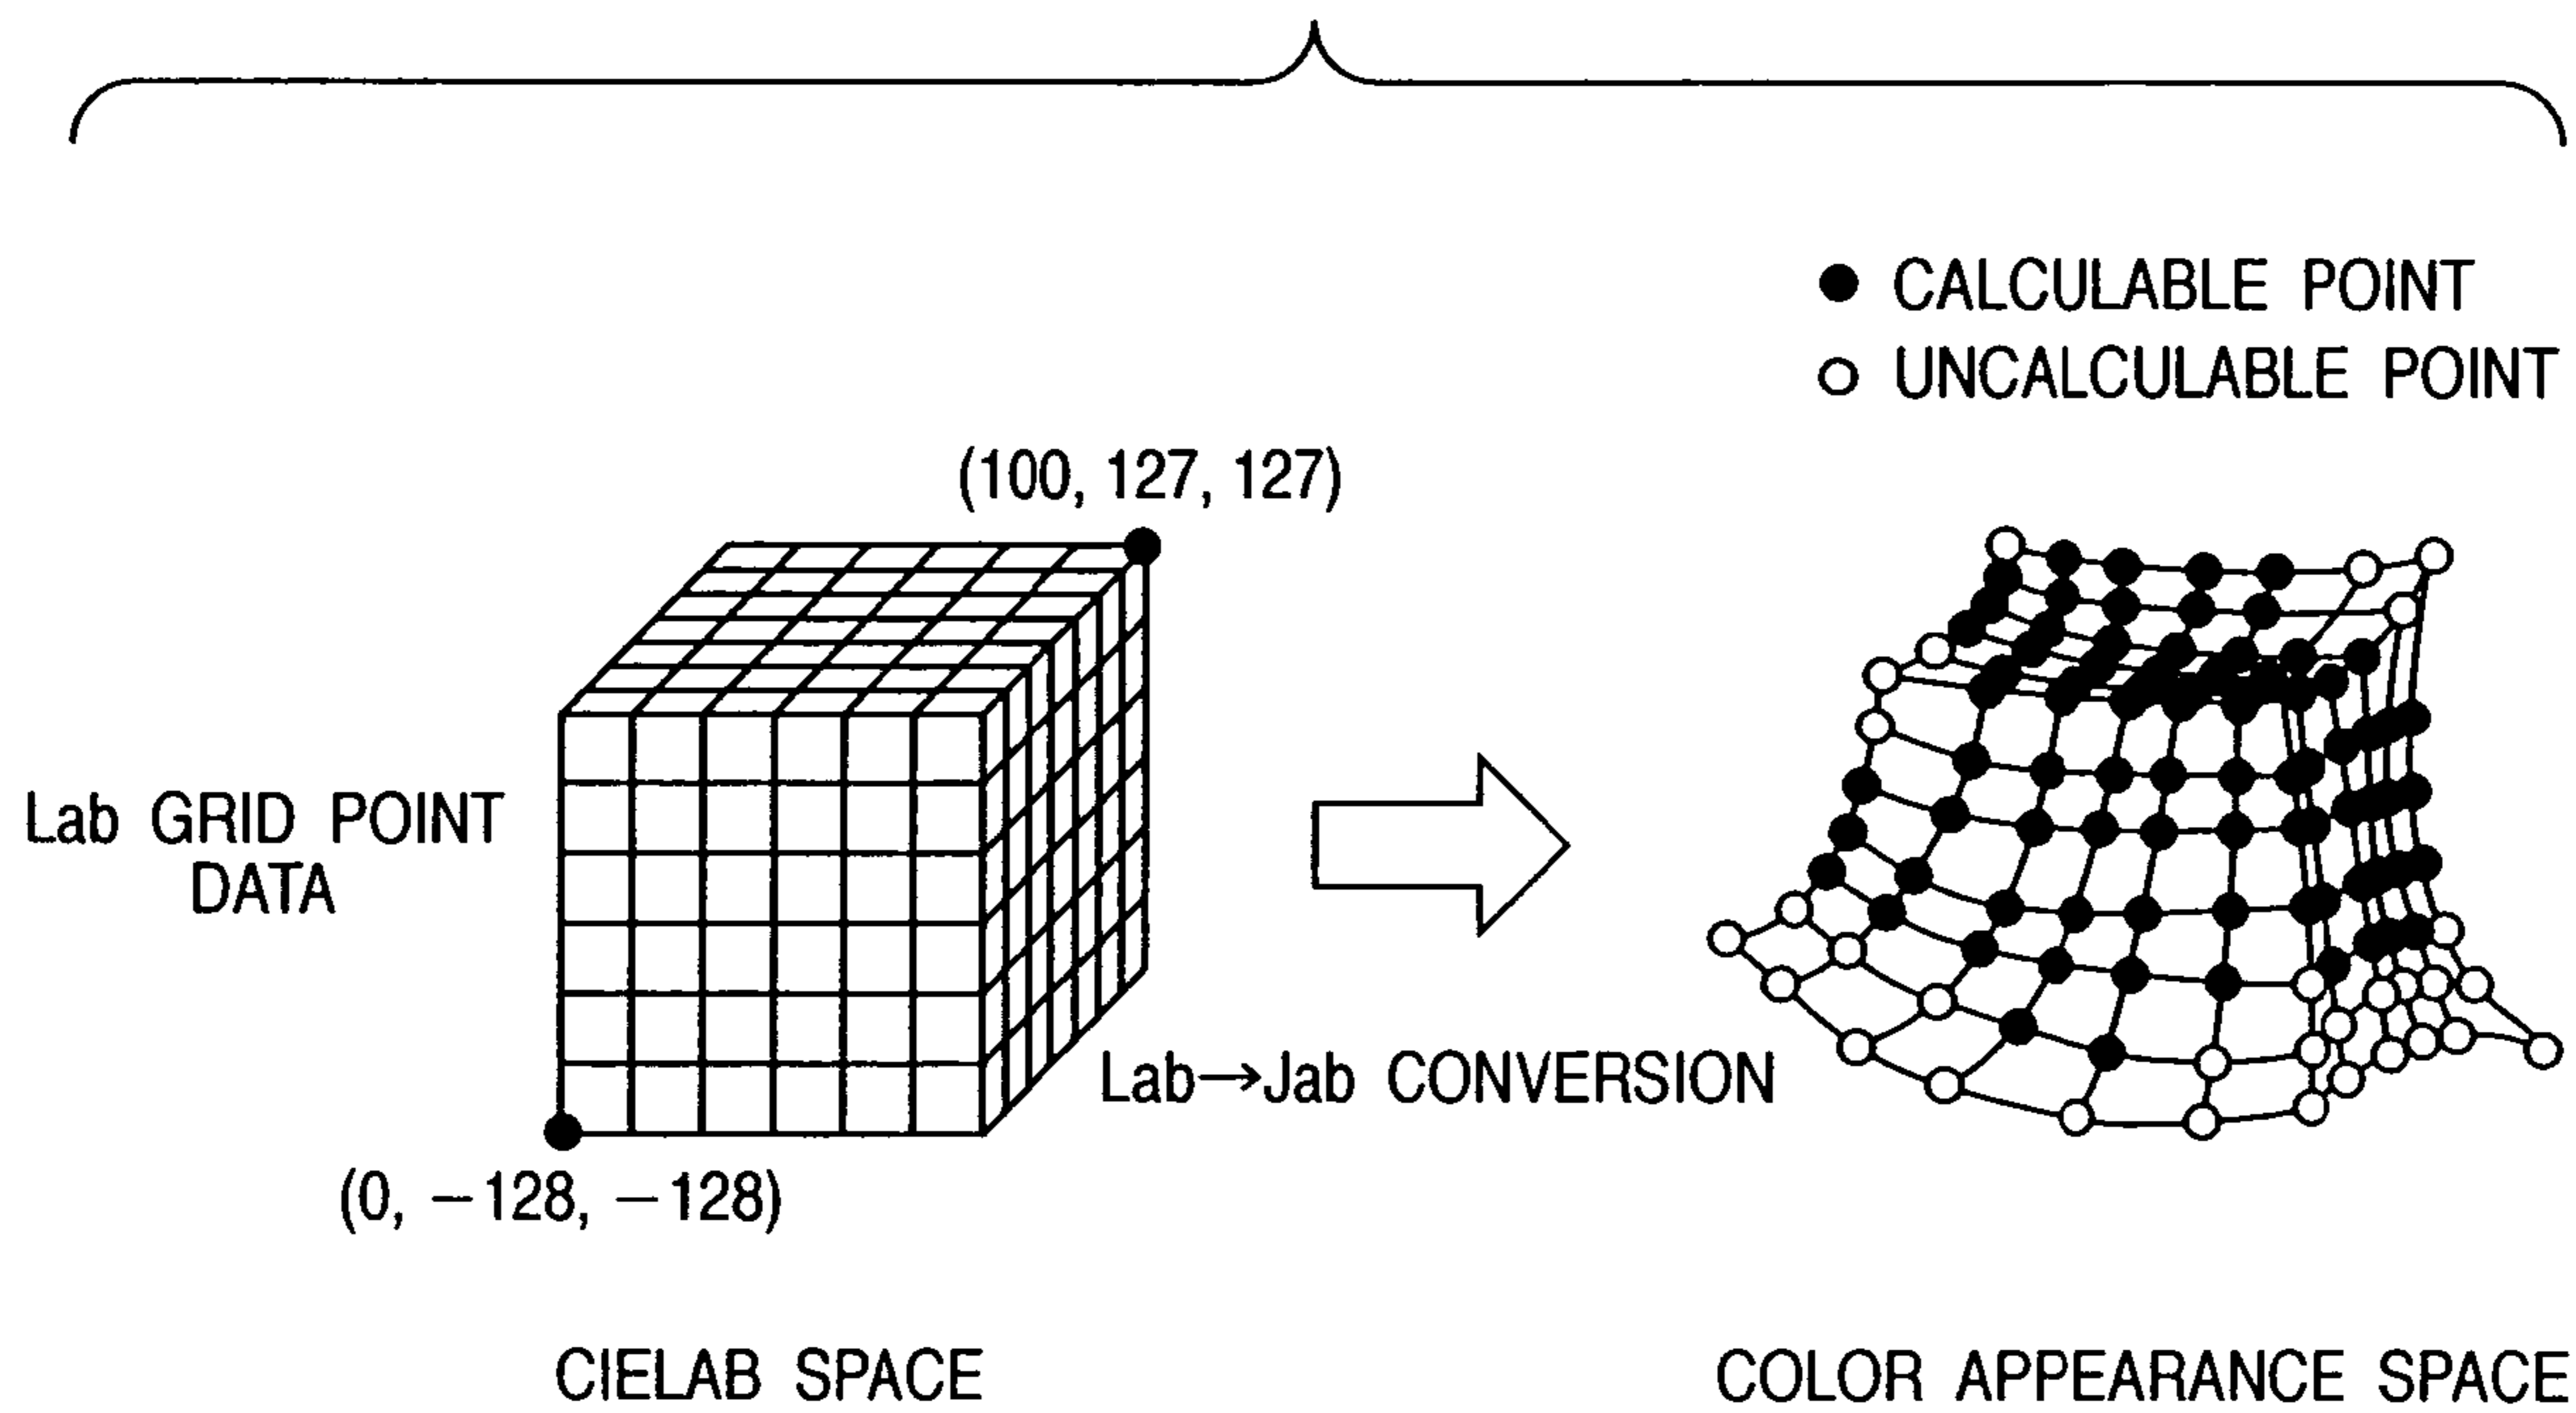 CALCULABLE POINT
UNCALCULABLE POINT
(100, 127, 127)
Lab GRID POINT
DATA
Lab→Jab CONVERSION
(0, −128, −128)
CIELAB SPACE
COLOR APPEARANCE SPACE